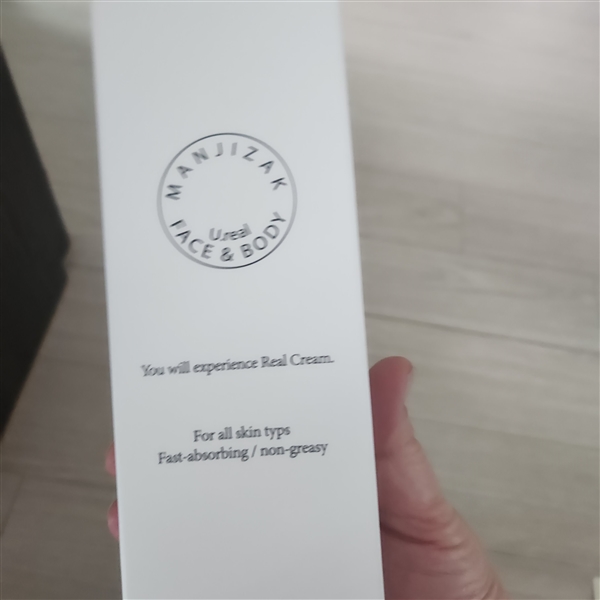 MANJIZAK
U.real
FACE & BODY
You will experience Real Cream.
For all skin typs
Fast-absorbing / non-greasy